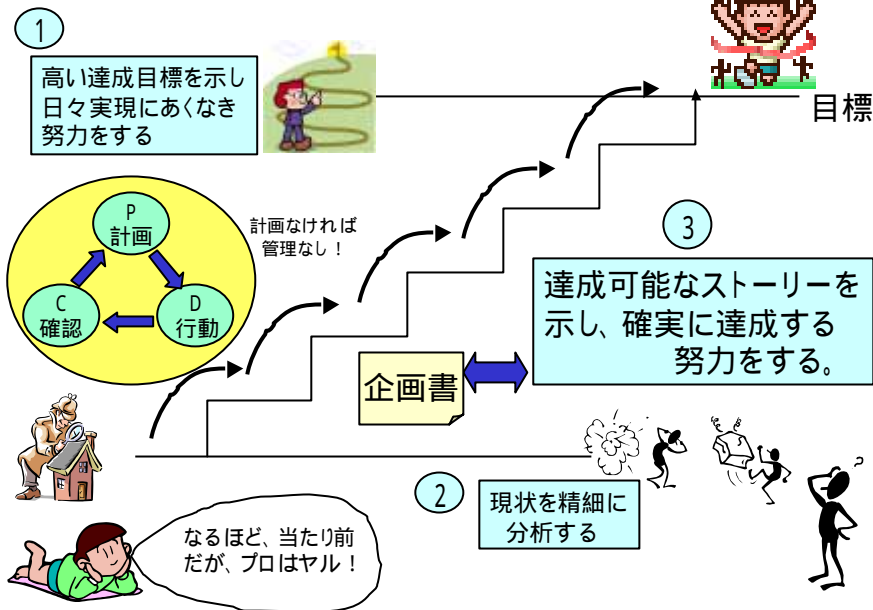 1
高い達成目標を示し
日々実現にあくなき
努力をする
目標
P
計画
C
確認
D
行動
計画なければ
管理なし！
3
達成可能なストーリーを
示し、確実に達成する
努力をする。
企画書
2
現状を精細に
分析する
なるほど、当たり前
だが、プロはヤル！
?